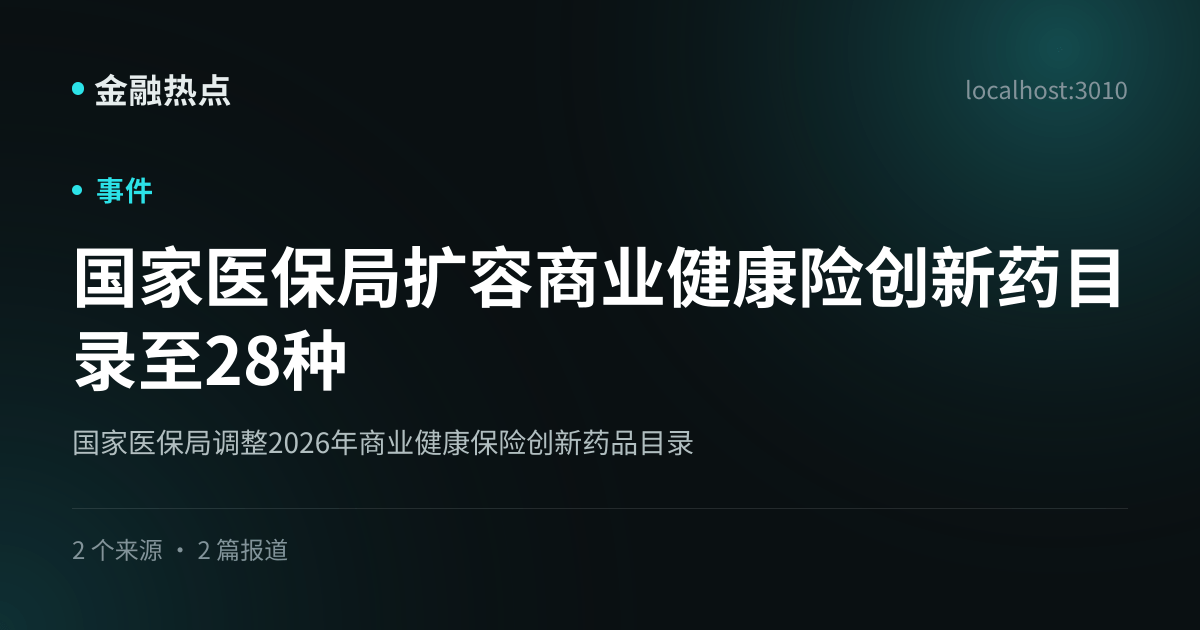 金融热点
localhost:3010
事件
国家医保局扩容商业健康险创新药目
录至28种
国家医保局调整2026年商业健康保险创新药品目录
2 个来源 · 2 篇报道